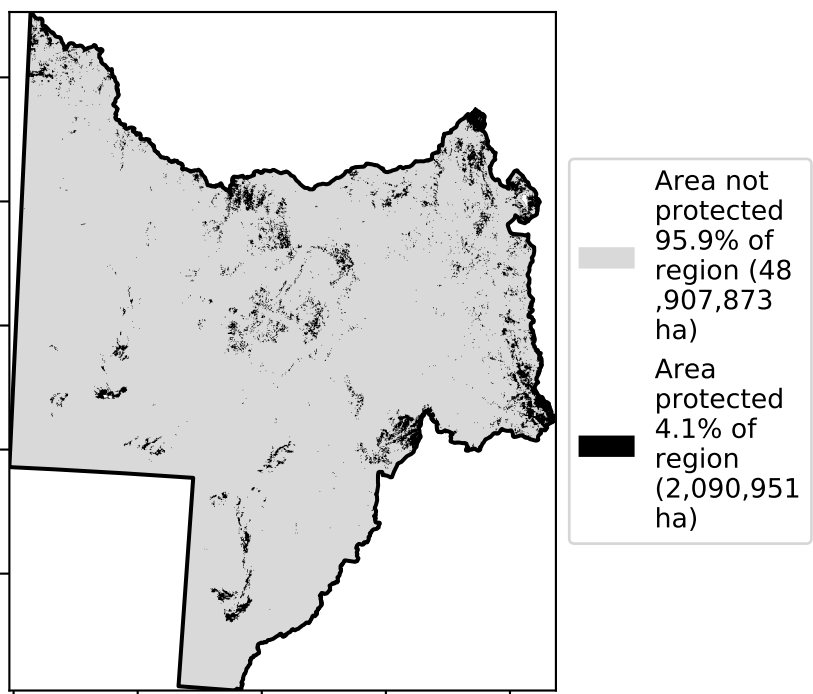 Area not
protected
95.9% of
region (48
,907,873
ha)
Area
protected
4.1% of
region
(2,090,951
ha)